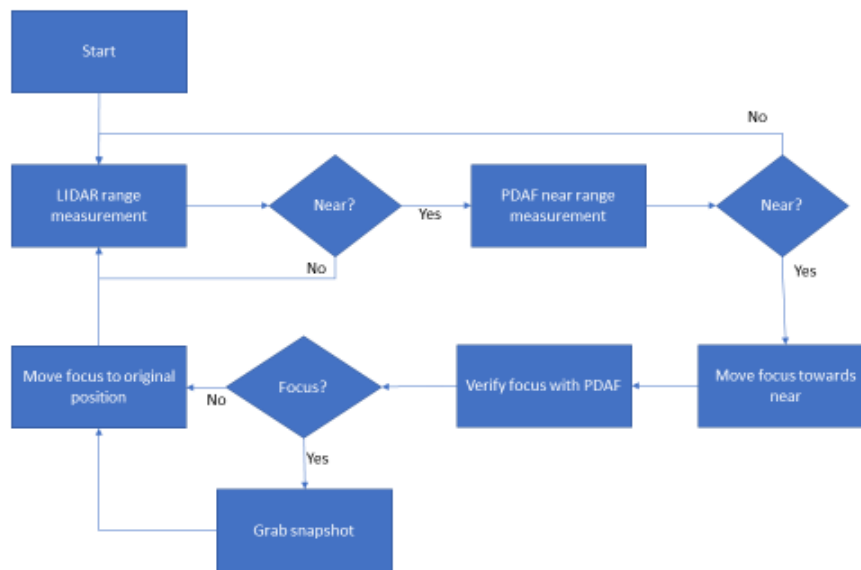 Start
No
LIDAR range
measurement
Near?
Yes
PDAF near range
measurement
Near?
No
Yes
Move focus to original
position
No
Focus?
Verify focus with PDAF
Move focus towards
near
Yes
Grab snapshot